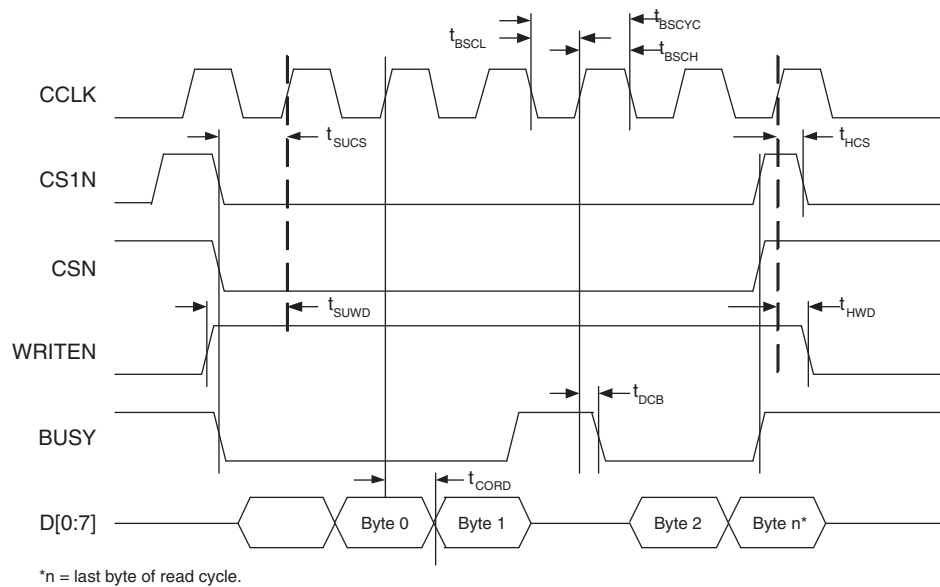 tBSCYC
tBSCL
tBSCH
CCLK
tSUCS
tHCS
CS1N
CSN
tSUWD
tHWD
WRITEN
tDCB
BUSY
tCORD
D[0:7]
Byte 0
Byte 1
Byte 2
Byte n*
*n = last byte of read cycle.